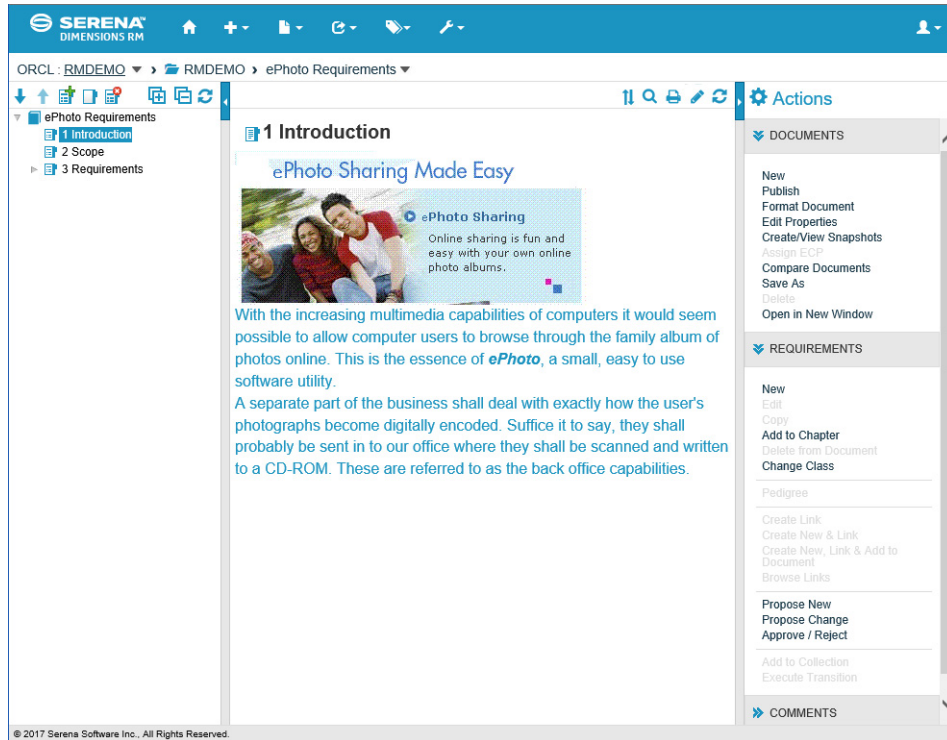 SERENA™
DIMENSIONS RM
ORCL : RMDEMO › RMDEMO › ePhoto Requirements
ePhoto Requirements
1 Introduction
2 Scope
3 Requirements
1 Introduction
ePhoto Sharing Made Easy
ePhoto Sharing
Online sharing is fun and
easy with your own online
photo albums.
With the increasing multimedia capabilities of computers it would seem
possible to allow computer users to browse through the family album of
photos online. This is the essence of ePhoto, a small, easy to use
software utility.
A separate part of the business shall deal with exactly how the user's
photographs become digitally encoded. Suffice it to say, they shall
probably be sent in to our office where they shall be scanned and written
to a CD-ROM. These are referred to as the back office capabilities.
Actions
DOCUMENTS
New
Publish
Format Document
Edit Properties
Create/View Snapshots
Assign ECP
Compare Documents
Save As
Delete
Open in New Window
REQUIREMENTS
New
Edit
Copy
Add to Chapter
Delete from Document
Change Class
Pedigree
Create Link
Create New & Link
Create New, Link & Add to
Document
Browse Links
Propose New
Propose Change
Approve / Reject
Add to Collection
Execute Transition
COMMENTS
© 2017 Serena Software Inc., All Rights Reserved.